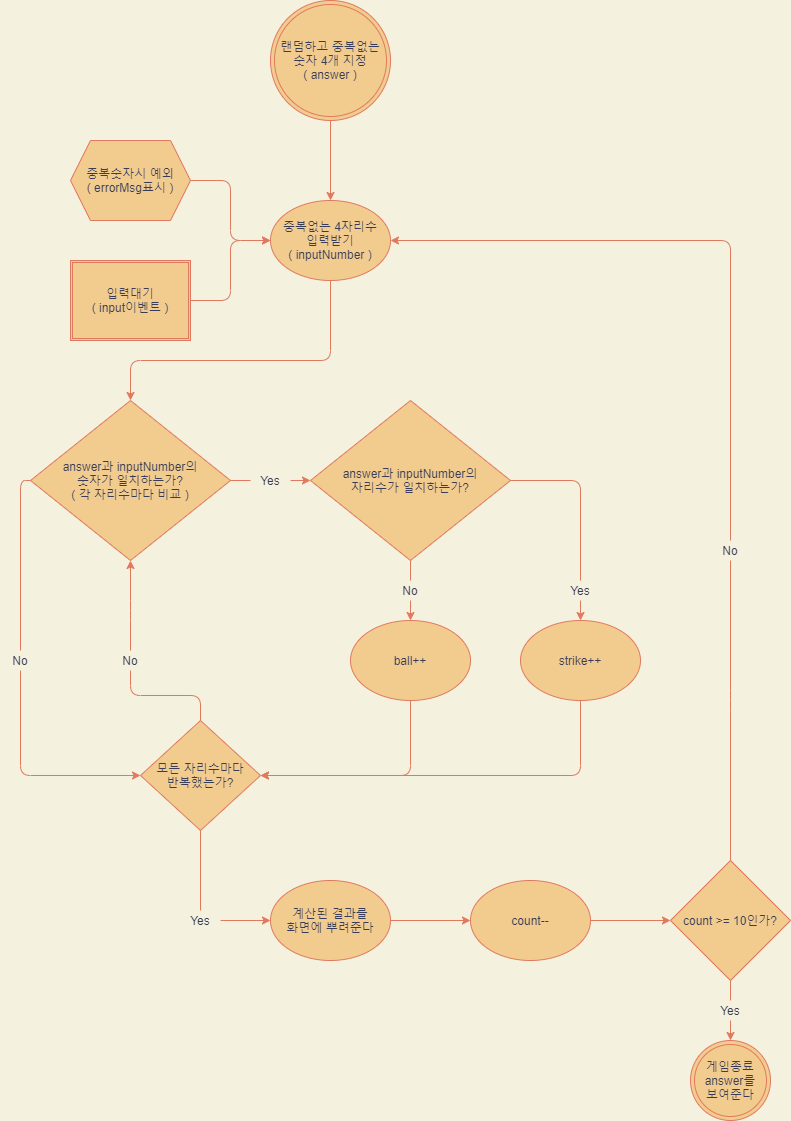 랜덤하고 중복없는
숫자 4개 지정
( answer )
중복숫자시 예외
( errorMsg표시 )
중복없는 4자리수
입력받기
( inputNumber )
입력대기
( input이벤트 )
answer과 inputNumber의
숫자가 일치하는가?
( 각 자리수마다 비교 )
Yes
answer과 inputNumber의
자리수가 일치하는가?
No
No
Yes
No
No
ball++
strike++
모든 자리수마다
반복했는가?
Yes
계산된 결과를
화면에 뿌려준다
count--
count >= 10인가?
Yes
게임종료
answer를
보여준다